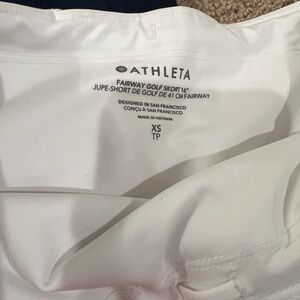 ATHLETA
FAIRWAY GOLF SKORT 16"
JUPE-SHORT DE GOLF DE 41 CM FAIRWAY
DESIGNED IN SAN FRANCISCO
CONÇU À SAN FRANCISCO
MADE IN VIETNAM
XS
TP